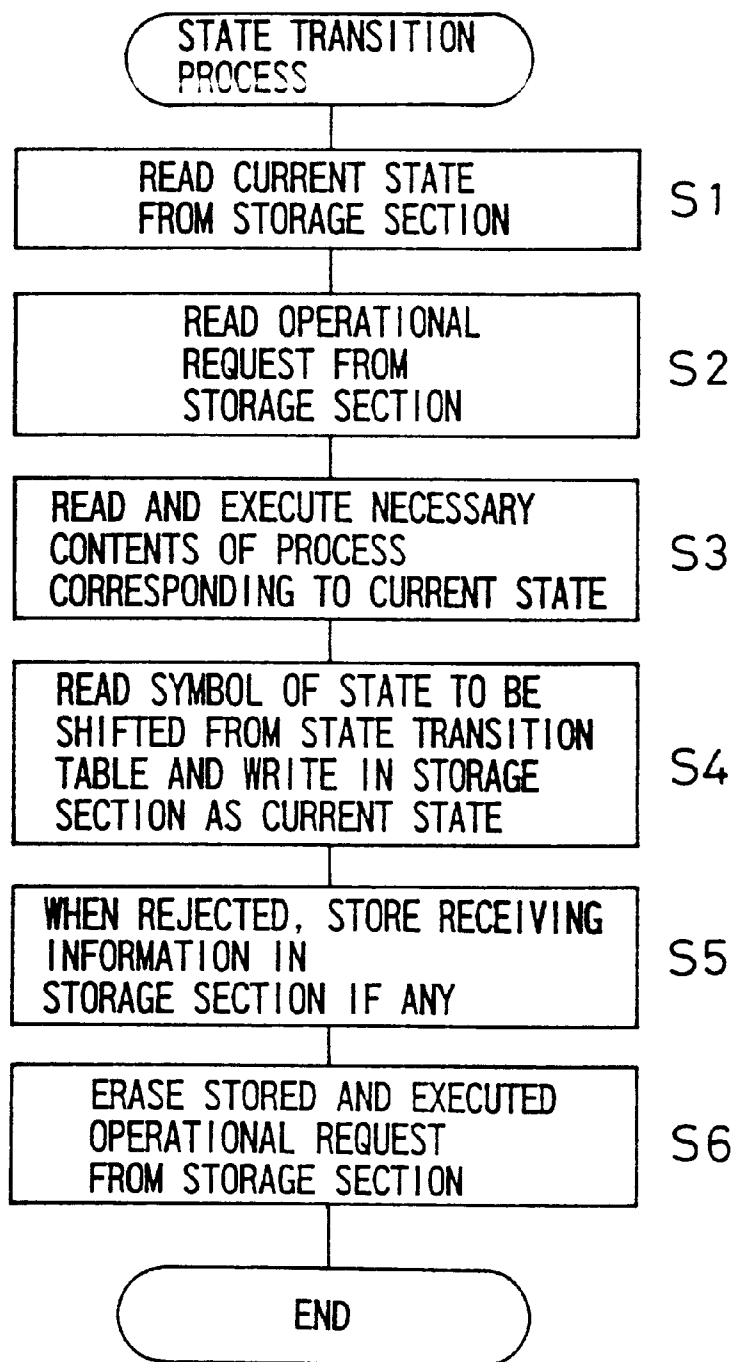 STATE TRANSITION
PROCESS
READ CURRENT STATE
FROM STORAGE SECTION
S1
READ OPERATIONAL
REQUEST FROM
STORAGE SECTION
S2
READ AND EXECUTE NECESSARY
CONTENTS OF PROCESS
CORRESPONDING TO CURRENT STATE
S3
READ SYMBOL OF STATE TO BE
SHIFTED FROM STATE TRANSITION
TABLE AND WRITE IN STORAGE
SECTION AS CURRENT STATE
S4
WHEN REJECTED, STORE RECEIVING
INFORMATION IN
STORAGE SECTION IF ANY
S5
ERASE STORED AND EXECUTED
OPERATIONAL REQUEST
FROM STORAGE SECTION
S6
END